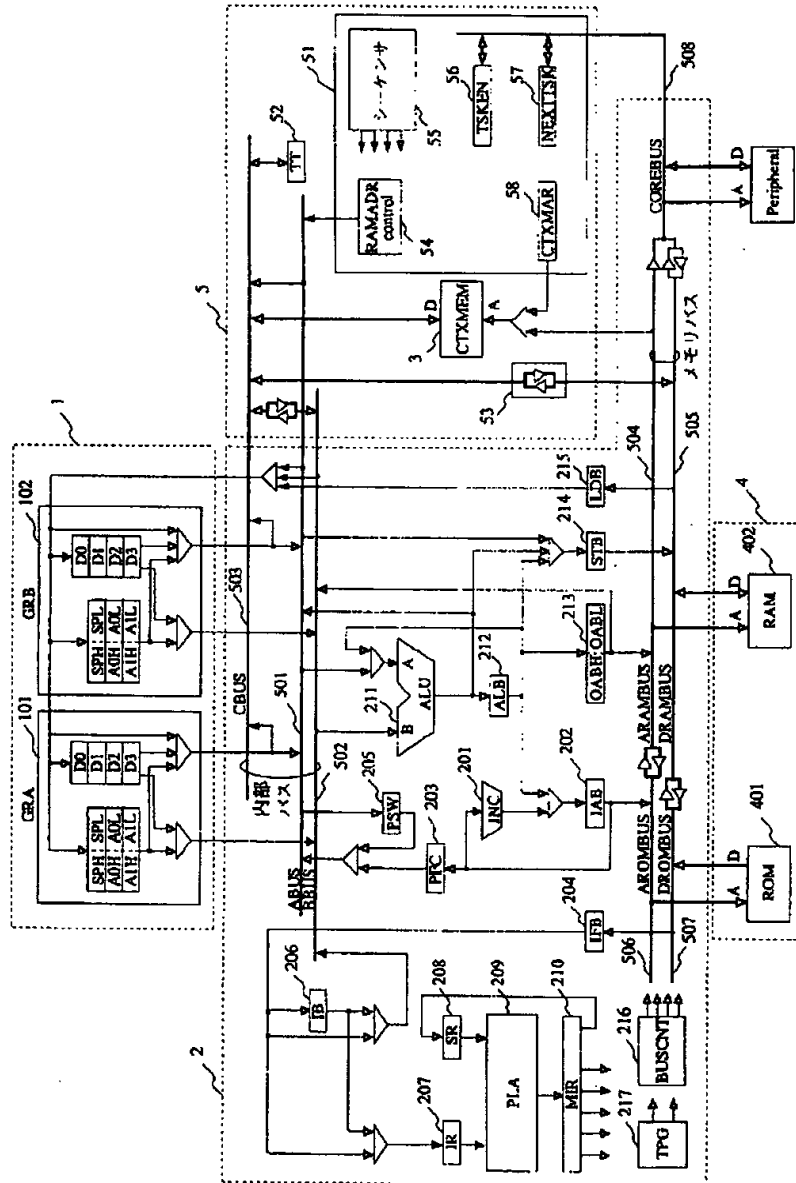 1
GRA
101
SPH SPL
A0H A0L
A1H A1L
D0
D1
D2
D3
GRB
102
SPH SPL
A0H A0L
A1H A1L
D0
D1
D2
D3
5
51
シーケンサ
55
TT
52
RAMADR
control
54
TSKEN
56
NEXTTSK
57
CTXMAR
58
D
CTXMEM
A
3
53
508
CBUS
503
内部
バス
501
502
ABUS
BBUS
2
206
IB
207
IR
208
SR
209
PLA
210
MIR
216
BUSCNT
217
TPG
205
PSW
203
PFC
201
INC
202
IAB
204
IFB
211
B
A
ALU
212
ALB
213
OABH OABL
214
STB
215
LDB
504
505
メモリバス
COREBUS
AROMBUS
DROMBUS
ARAMBUS
DRAMBUS
506
507
4
A
D
ROM
401
A
D
RAM
402
A
D
Peripheral